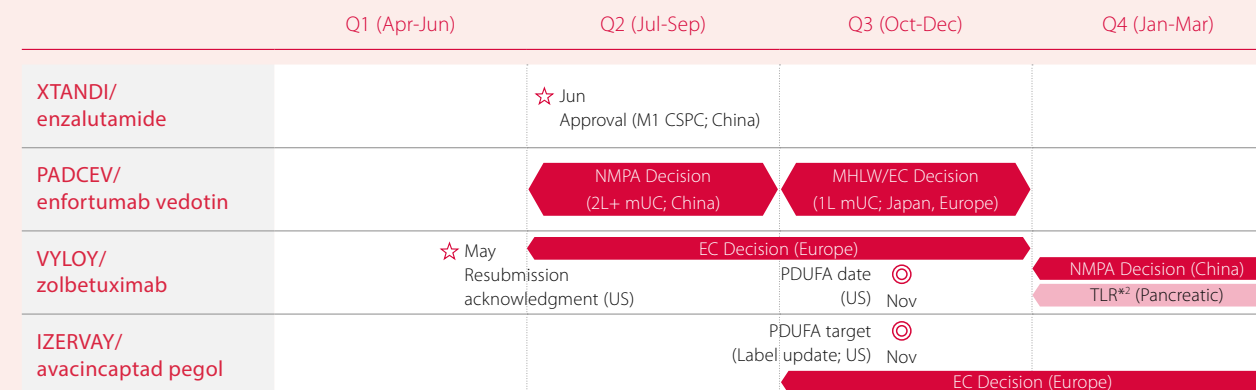 Q1 (Apr-Jun)
Q2 (Jul-Sep)
Q3 (Oct-Dec)
Q4 (Jan-Mar)
XTANDI/
enzalutamide
☆ Jun
Approval (M1 CSPC; China)
PADCEV/
enfortumab vedotin
NMPA Decision
(2L+ mUC; China)
MHLW/EC Decision
(1L mUC; Japan, Europe)
VYLOY/
zolbetuximab
☆ May
Resubmission
acknowledgment (US)
EC Decision (Europe)
PDUFA date
(US)
◎
Nov
NMPA Decision (China)
TLR*2 (Pancreatic)
IZERVAY/
avacincaptad pegol
PDUFA target
(Label update; US)
◎
Nov
EC Decision (Europe)